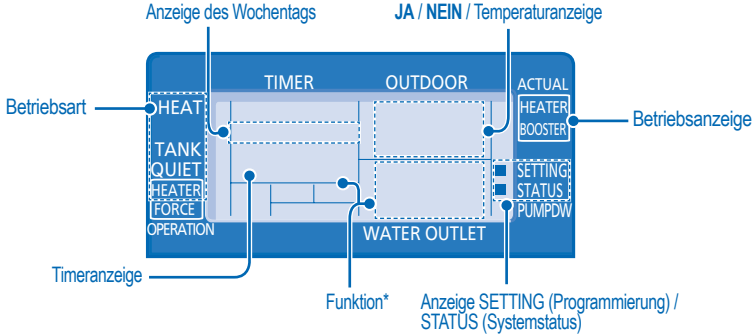 Anzeige des Wochentags
JA / NEIN / Temperaturanzeige
TIMER
OUTDOOR
ACTUAL
Betriebsart
HEAT
HEATER
BOOSTER
Betriebsanzeige
TANK
QUIET
HEATER
FORCE
OPERATION
SETTING
STATUS
PUMPDW
WATER OUTLET
Timeranzeige
Funktion*
Anzeige SETTING (Programmierung) /
STATUS (Systemstatus)